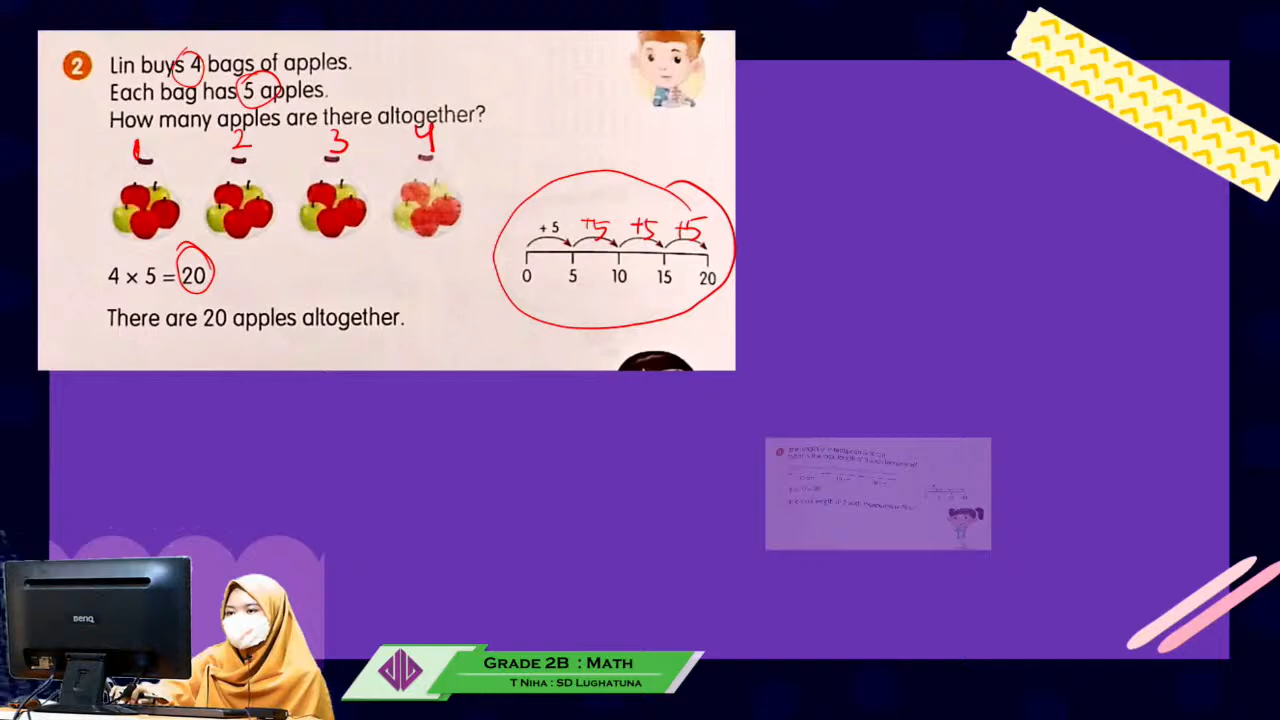 2 Lin buys 4 bags of apples.
Each bag has 5 apples.
How many apples are there altogether?
1 2 3 4
+ 5 +5 +5 +5
0 5 10 15 20
4 × 5 = 20
There are 20 apples altogether.
BenQ
GRADE 2B : MATH
T NIHA : SD LUGHATUNA